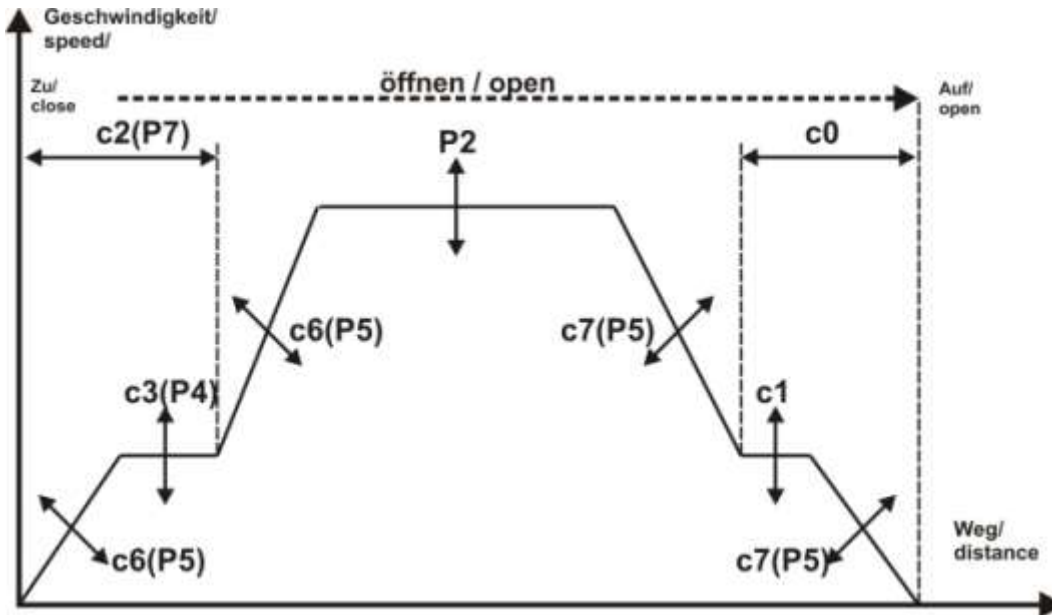 Geschwindigkeit/
speed/
öffnen / open
Zu/
close
Auf/
open
c2(P7)
P2
c0
c6(P5)
c7(P5)
c3(P4)
c1
c6(P5)
c7(P5)
Weg/
distance